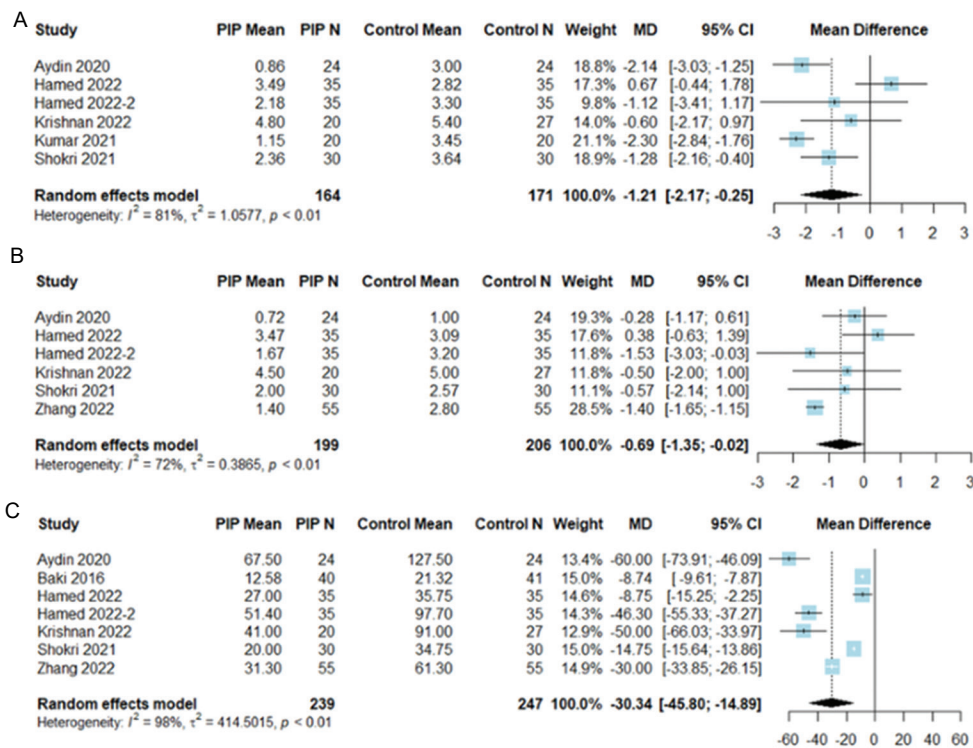 A
Study PIP Mean PIP N Control Mean Control N Weight MD 95% CI Mean Difference
Aydin 2020 0.86 24 3.00 24 18.8% -2.14 [-3.03; -1.25]
Hamed 2022 3.49 35 2.82 35 17.3% 0.67 [-0.44; 1.78]
Hamed 2022-2 2.18 35 3.30 35 9.8% -1.12 [-3.41; 1.17]
Krishnan 2022 4.80 20 5.40 27 14.0% -0.60 [-2.17; 0.97]
Kumar 2021 1.15 20 3.45 20 21.1% -2.30 [-2.84; -1.76]
Shokri 2021 2.36 30 3.64 30 18.9% -1.28 [-2.16; -0.40]
Random effects model 164 171 100.0% -1.21 [-2.17; -0.25]
Heterogeneity: I² = 81%, τ² = 1.0577, p < 0.01
-3 -2 -1 0 1 2 3
B
Study PIP Mean PIP N Control Mean Control N Weight MD 95% CI Mean Difference
Aydin 2020 0.72 24 1.00 24 19.3% -0.28 [-1.17; 0.61]
Hamed 2022 3.47 35 3.09 35 17.6% 0.38 [-0.63; 1.39]
Hamed 2022-2 1.67 35 3.20 35 11.8% -1.53 [-3.03; -0.03]
Krishnan 2022 4.50 20 5.00 27 11.8% -0.50 [-2.00; 1.00]
Shokri 2021 2.00 30 2.57 30 11.1% -0.57 [-2.14; 1.00]
Zhang 2022 1.40 55 2.80 55 28.5% -1.40 [-1.65; -1.15]
Random effects model 199 206 100.0% -0.69 [-1.35; -0.02]
Heterogeneity: I² = 72%, τ² = 0.3865, p < 0.01
-3 -2 -1 0 1 2 3
C
Study PIP Mean PIP N Control Mean Control N Weight MD 95% CI Mean Difference
Aydin 2020 67.50 24 127.50 24 13.4% -60.00 [-73.91; -46.09]
Baki 2016 12.58 40 21.32 41 15.0% -8.74 [-9.61; -7.87]
Hamed 2022 27.00 35 35.75 35 14.6% -8.75 [-15.25; -2.25]
Hamed 2022-2 51.40 35 97.70 35 14.3% -46.30 [-55.33; -37.27]
Krishnan 2022 41.00 20 91.00 27 12.9% -50.00 [-66.03; -33.97]
Shokri 2021 20.00 30 34.75 30 15.0% -14.75 [-15.64; -13.86]
Zhang 2022 31.30 55 61.30 55 14.9% -30.00 [-33.85; -26.15]
Random effects model 239 247 100.0% -30.34 [-45.80; -14.89]
Heterogeneity: I² = 98%, τ² = 414.5015, p < 0.01
-60 -40 -20 0 20 40 60